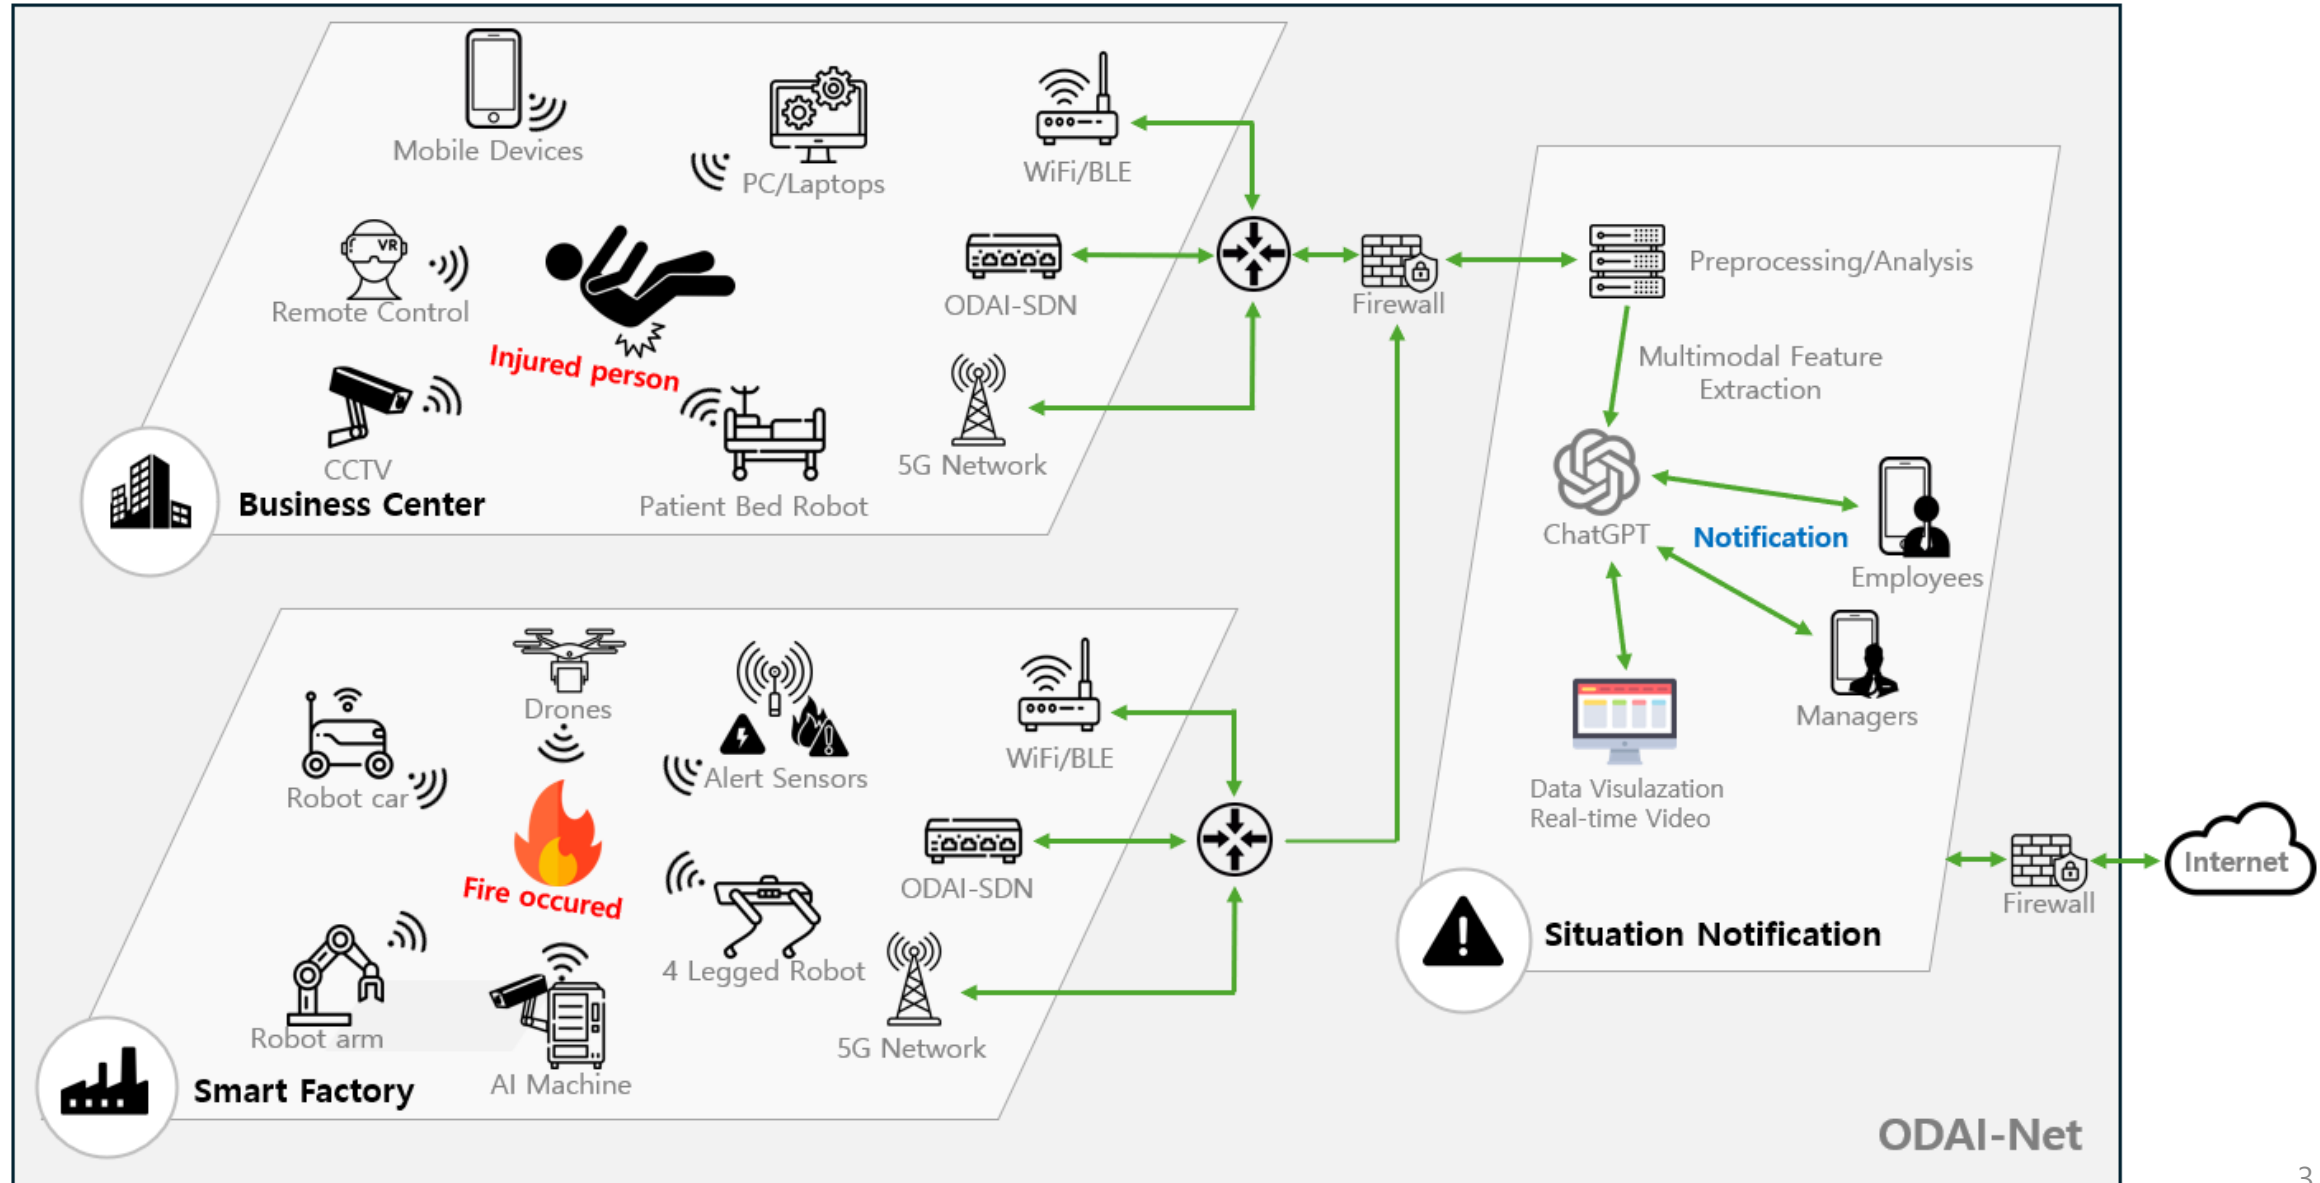 Mobile Devices
PC/Laptops
WiFi/BLE
VR
Remote Control
Injured person
ODAI-SDN
CCTV
Patient Bed Robot
5G Network
Business Center
Firewall
Preprocessing/Analysis
Multimodal Feature
Extraction
ChatGPT
Notification
Employees
Managers
Data Visulazation
Real-time Video
Situation Notification
Drones
Robot car
Alert Sensors
WiFi/BLE
Fire occured
ODAI-SDN
4 Legged Robot
Robot arm
AI Machine
5G Network
Smart Factory
Firewall
Internet
ODAI-Net
3